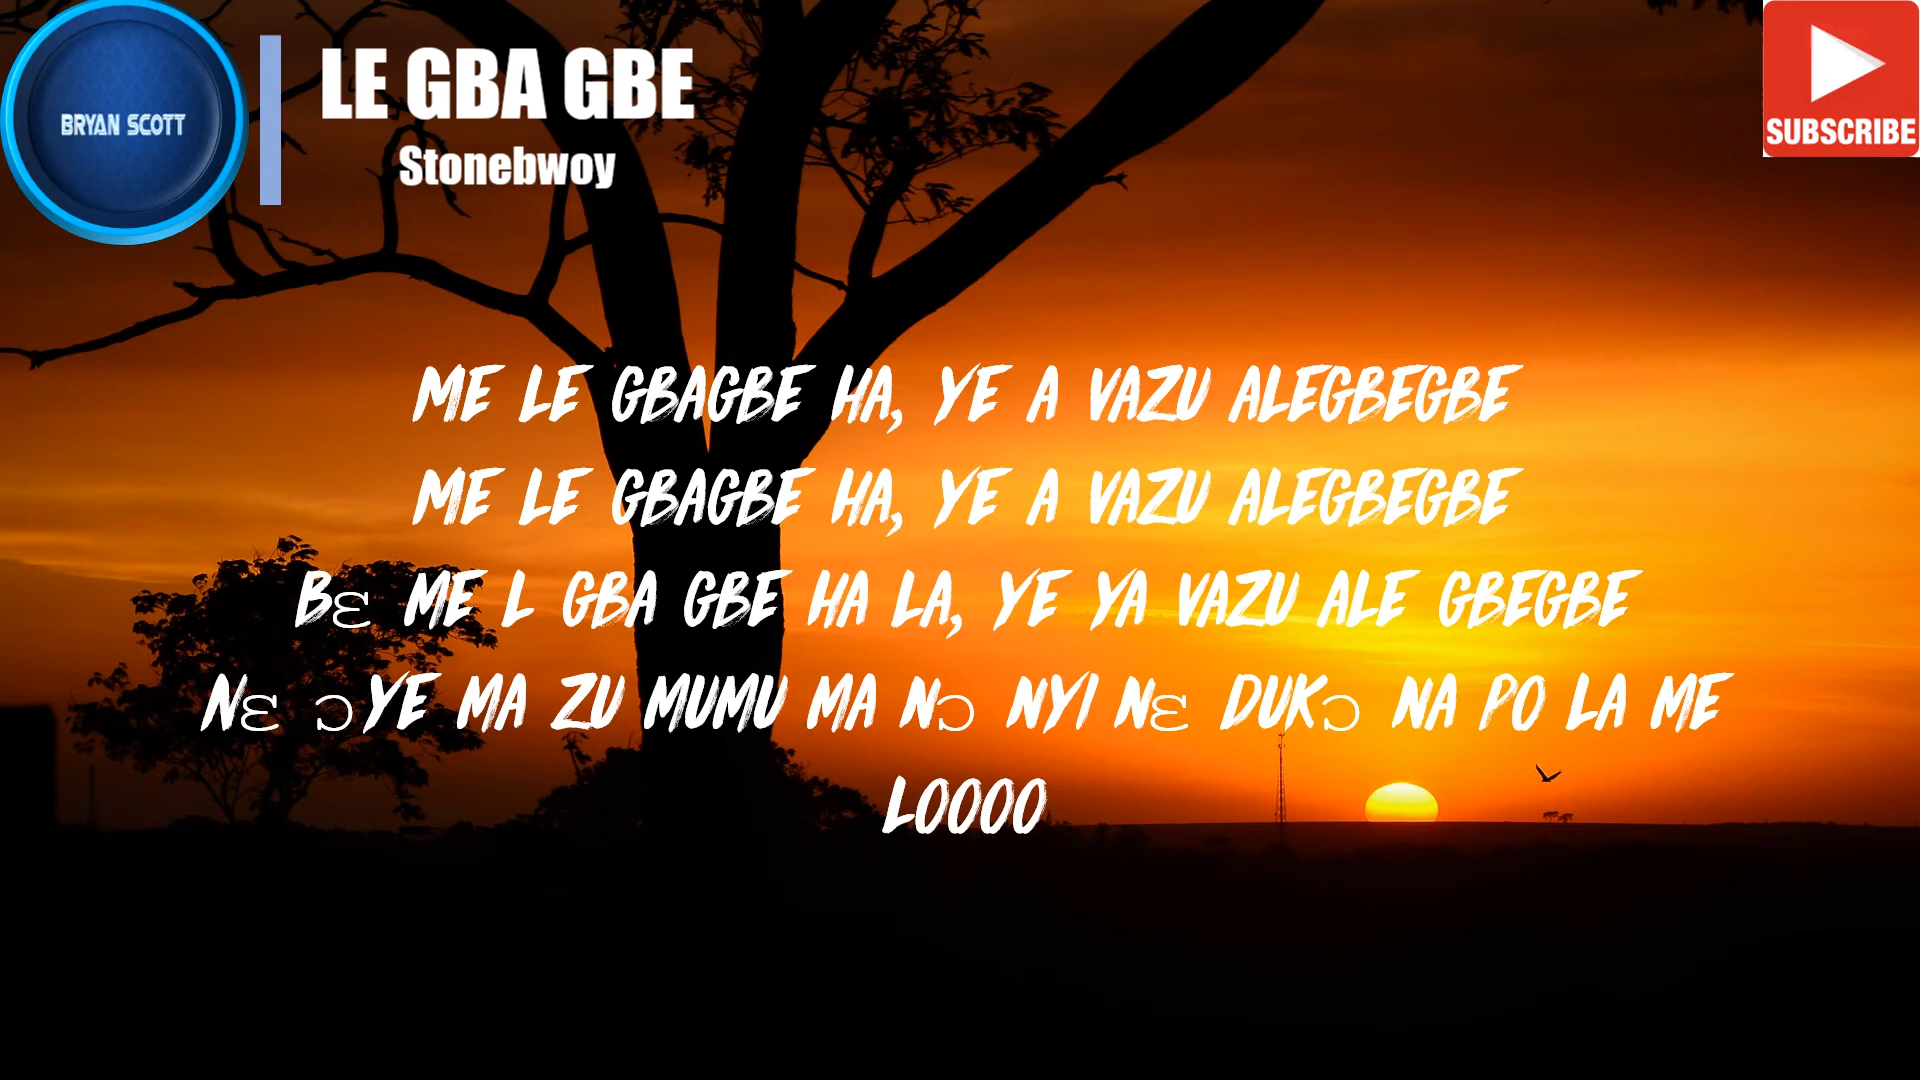 BRYAN SCOTT
LE GBA GBE
Stonebwoy
SUBSCRIBE
ME LE GBAGBE HA, YE A VAZU ALEGBEGBE
ME LE GBAGBE HA, YE A VAZU ALEGBEGBE
Bɛ ME L GBA GBE HA LA, YE YA VAZU ALE GBEGBE
Nɛ ɔYE MA ZU MUMU MA Nɔ NYI Nɛ DUKɔ NA PO LA ME
LOOOO